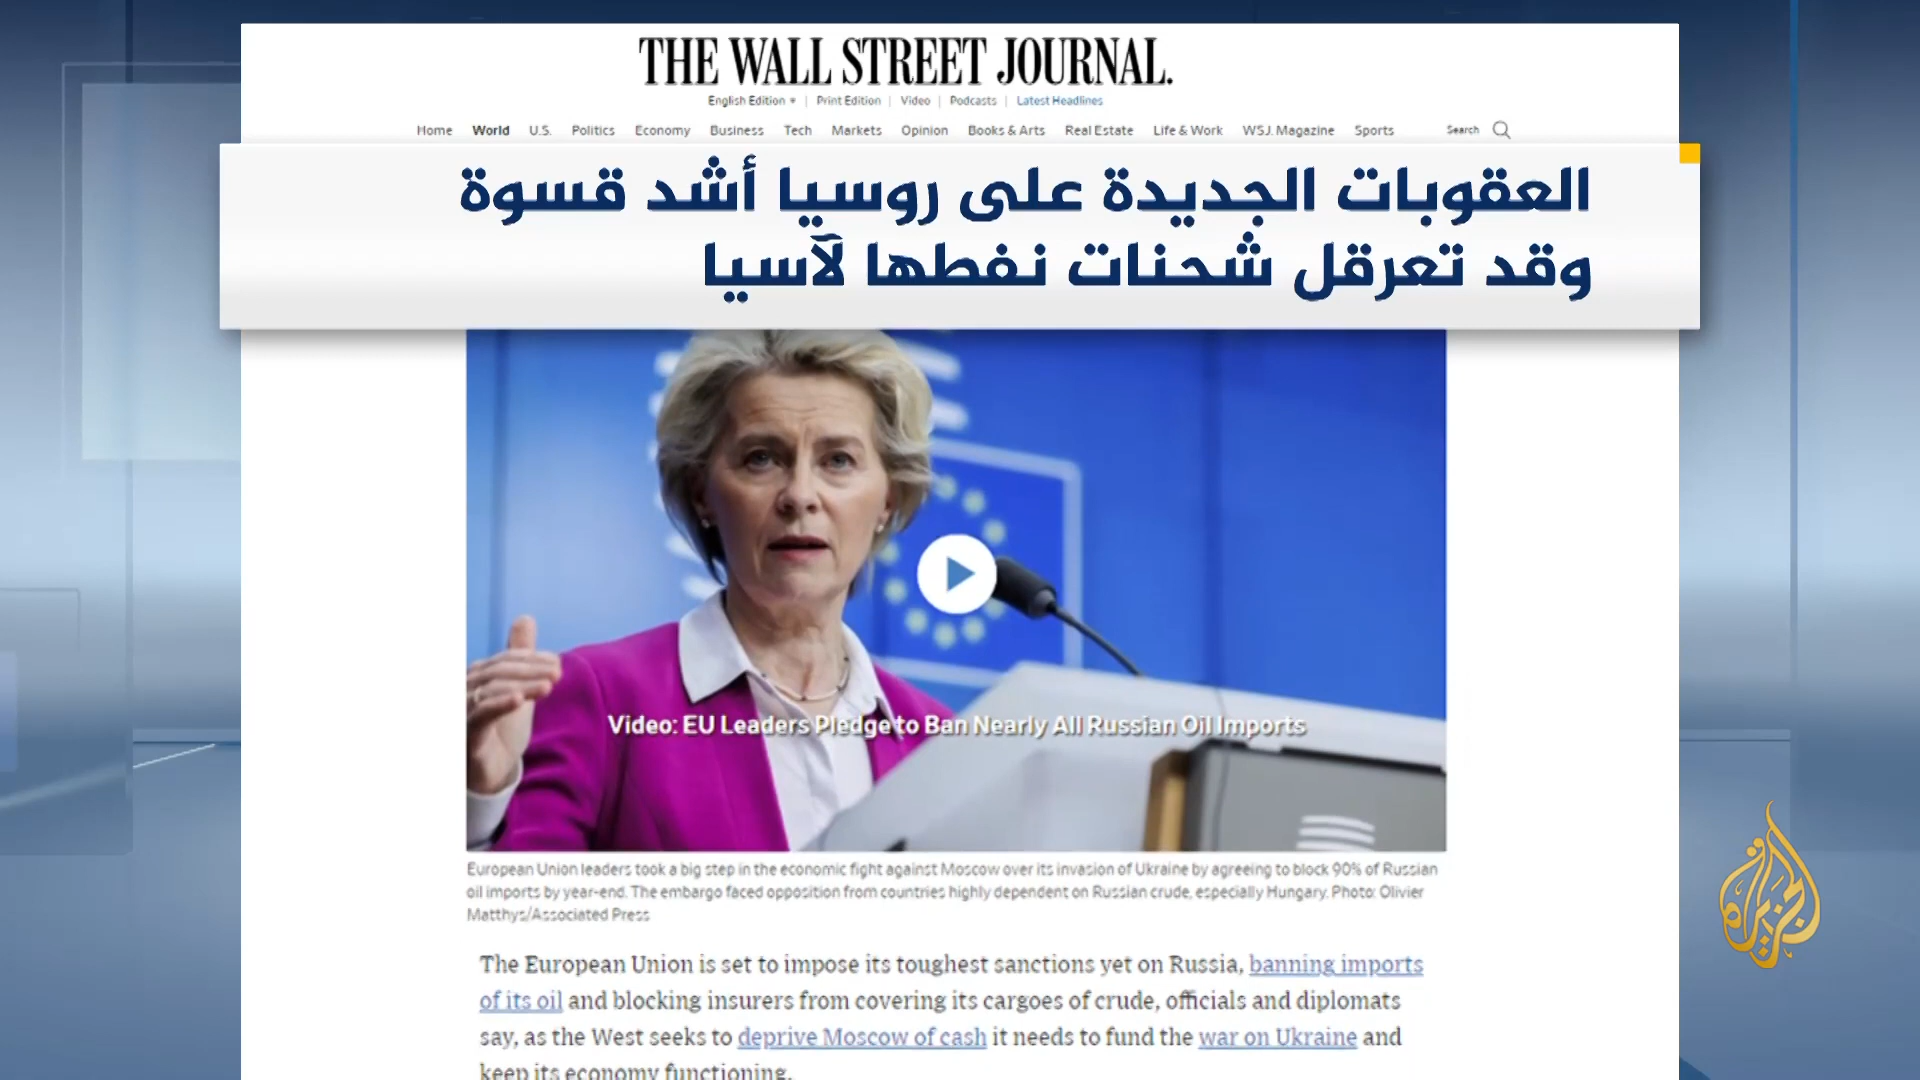 THE WALL STREET JOURNAL.
English Edition | Print Edition | Video | Podcasts | Latest Headlines
Home World U.S. Politics Economy Business Tech Markets Opinion Books & Arts Real Estate Life & Work WSJ. Magazine Sports Search
العقوبات الجديدة على روسيا أشد قسوة
وقد تعرقل شحنات نفطها لآسيا
Video: EU Leaders Pledge to Ban Nearly All Russian Oil Imports
European Union leaders took a big step in the economic fight against Moscow over its invasion of Ukraine by agreeing to block 90% of Russian
oil imports by year-end. The embargo faced opposition from countries highly dependent on Russian crude, especially Hungary. Photo: Olivier
Matthys/Associated Press
الجزيرة
The European Union is set to impose its toughest sanctions yet on Russia, banning imports
of its oil and blocking insurers from covering its cargoes of crude, officials and diplomats
say, as the West seeks to deprive Moscow of cash it needs to fund the war on Ukraine and
keep its economy functioning.